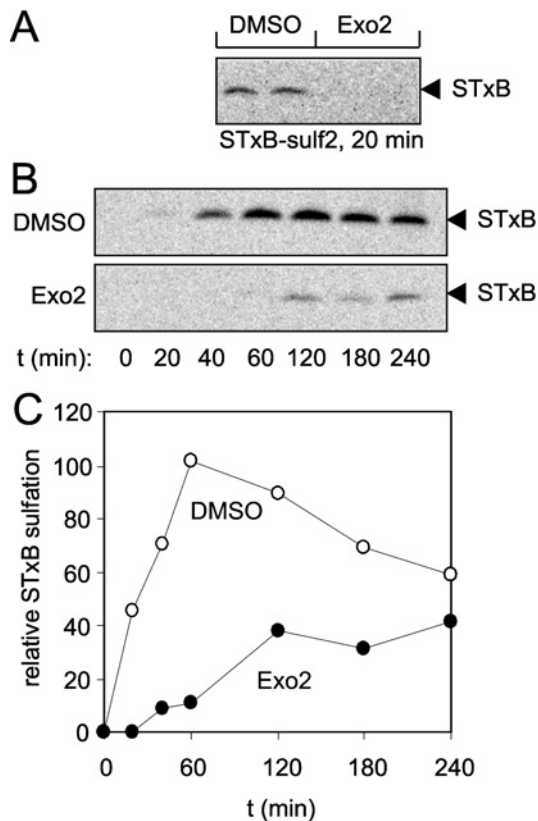 A
DMSO Exo2
STxB
STxB-sulf2, 20 min
B
DMSO
STxB
Exo2
STxB
t (min): 0 20 40 60 120 180 240
C
relative STxB sulfation
120
100
80
60
40
20
0
DMSO
Exo2
0 60 120 180 240
t (min)